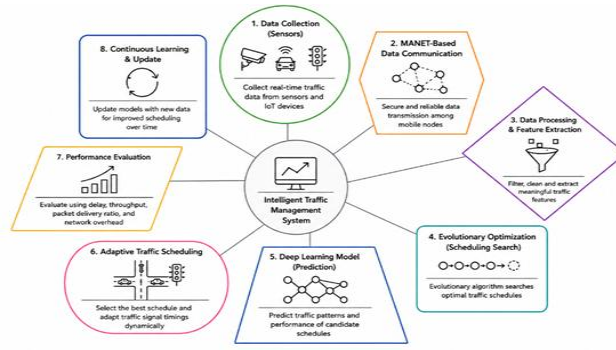 1. Data Collection
(Sensors)
Collect real-time traffic
data from sensors and
IoT devices
2. MANET-Based
Data Communication
Secure and reliable data
transmission among
mobile nodes
3. Data Processing
& Feature Extraction
Filter, clean and extract
meaningful traffic
features
4. Evolutionary Optimization
(Scheduling Search)
Evolutionary algorithm searches
optimal traffic schedules
5. Deep Learning Model
(Prediction)
Predict traffic patterns and
performance of candidate
schedules
6. Adaptive Traffic Scheduling
Select the best schedule and
adapt traffic signal timings
dynamically
7. Performance Evaluation
Evaluate using delay, throughput,
packet delivery ratio, and
network overhead
8. Continuous Learning
& Update
Update models with new data
for improved scheduling
over time
Intelligent Traffic
Management
System